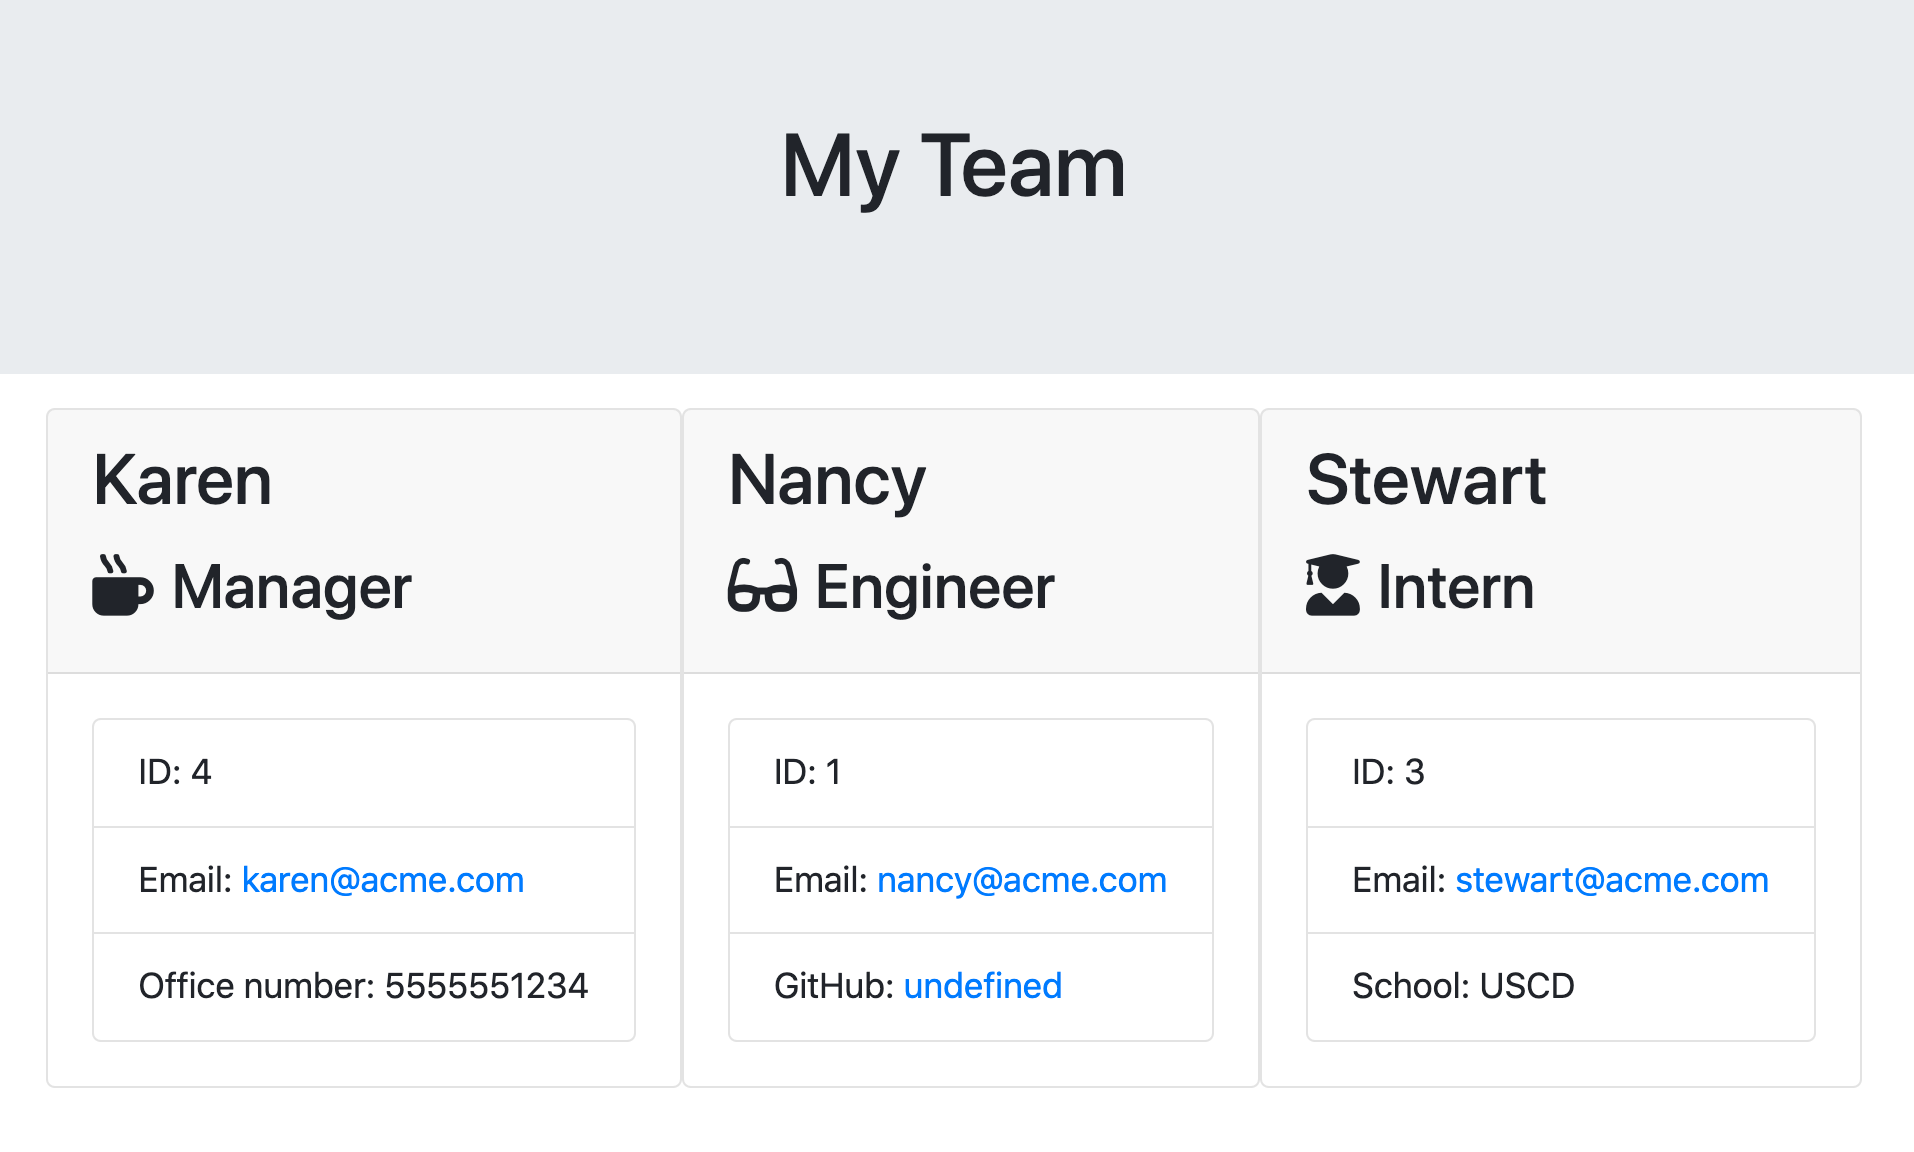 My Team
Karen
Manager
ID: 4
Email: karen@acme.com
Office number: 5555551234
Nancy
Engineer
ID: 1
Email: nancy@acme.com
GitHub: undefined
Stewart
Intern
ID: 3
Email: stewart@acme.com
School: USCD